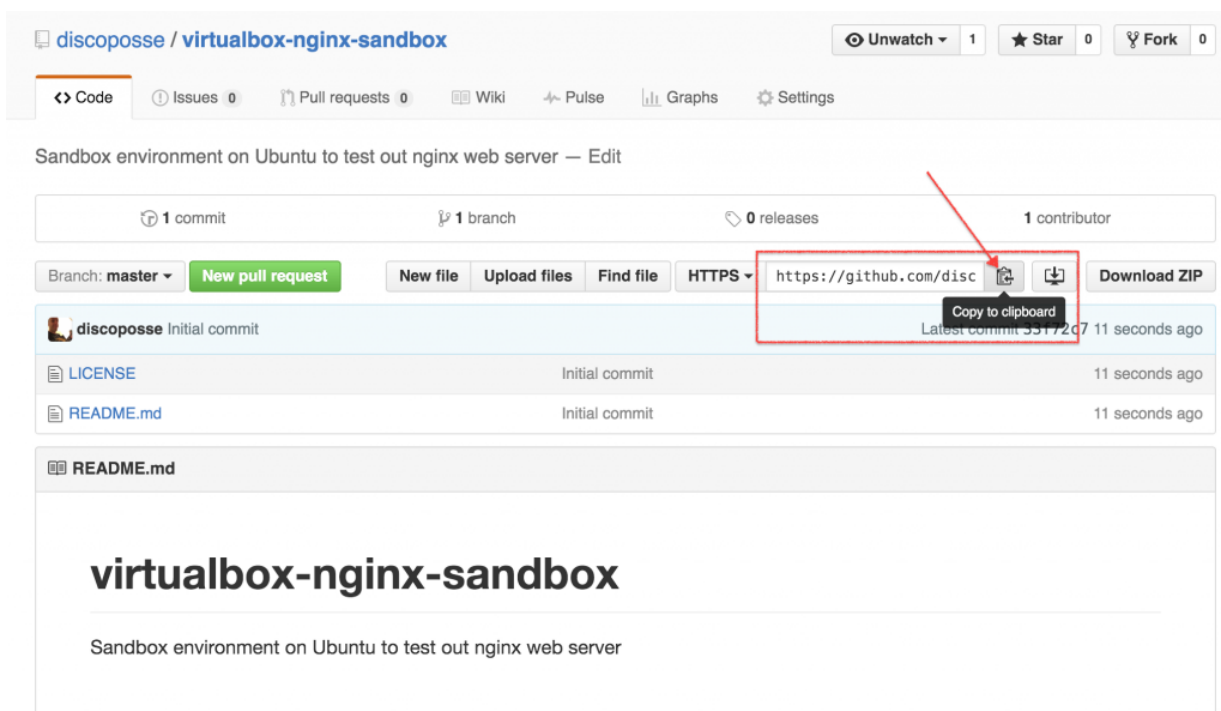 discoposse / virtualbox-nginx-sandbox Unwatch 1 Star 0 Fork 0
Code Issues 0 Pull requests 0 Wiki Pulse Graphs Settings
Sandbox environment on Ubuntu to test out nginx web server — Edit
1 commit 1 branch 0 releases 1 contributor
Branch: master New pull request New file Upload files Find file HTTPS https://github.com/disc Download ZIP
Copy to clipboard
discoposse Initial commit Latest commit 33f72c7 11 seconds ago
LICENSE Initial commit 11 seconds ago
README.md Initial commit 11 seconds ago
README.md
virtualbox-nginx-sandbox
Sandbox environment on Ubuntu to test out nginx web server